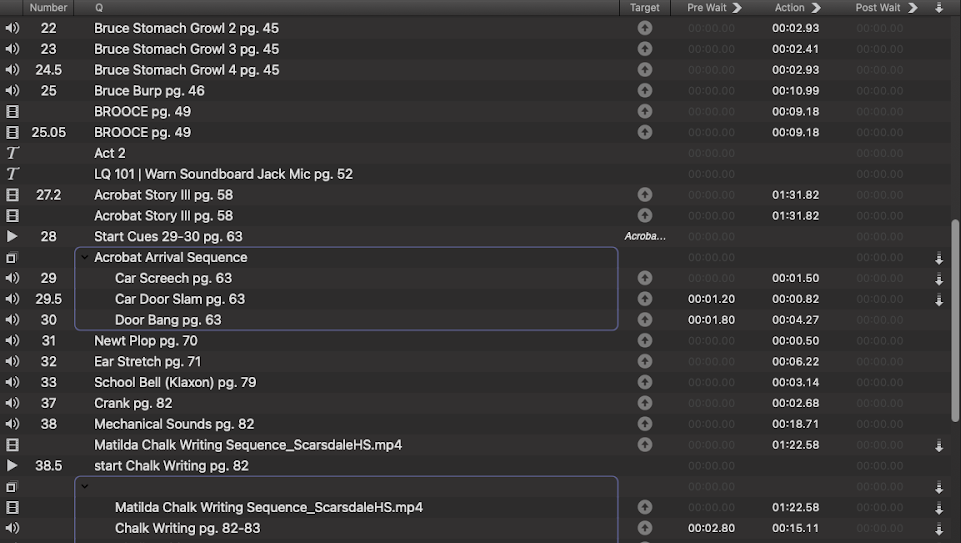 Number Q Target Pre Wait Action Post Wait
22 Bruce Stomach Growl 2 pg. 45 00:00.00 00:02.93 00:00.00
23 Bruce Stomach Growl 3 pg. 45 00:00.00 00:02.41 00:00.00
24.5 Bruce Stomach Growl 4 pg. 45 00:00.00 00:02.93 00:00.00
25 Bruce Burp pg. 46 00:00.00 00:10.99 00:00.00
BROOCE pg. 49 00:00.00 00:09.18 00:00.00
25.05 BROOCE pg. 49 00:00.00 00:09.18 00:00.00
T Act 2 00:00.00 00:00.00
T LQ 101 | Warn Soundboard Jack Mic pg. 52 00:00.00 00:00.00
27.2 Acrobat Story III pg. 58 00:00.00 01:31.82 00:00.00
Acrobat Story III pg. 58 00:00.00 01:31.82 00:00.00
28 Start Cues 29-30 pg. 63 Acroba... 00:00.00 00:00.00
Acrobat Arrival Sequence 00:00.00 00:00.00
29 Car Screech pg. 63 00:00.00 00:01.50 00:00.00
29.5 Car Door Slam pg. 63 00:01.20 00:00.82 00:00.00
30 Door Bang pg. 63 00:01.80 00:04.27 00:00.00
31 Newt Plop pg. 70 00:00.00 00:00.50 00:00.00
32 Ear Stretch pg. 71 00:00.00 00:06.22 00:00.00
33 School Bell (Klaxon) pg. 79 00:00.00 00:03.14 00:00.00
37 Crank pg. 82 00:00.00 00:02.68 00:00.00
38 Mechanical Sounds pg. 82 00:00.00 00:18.71 00:00.00
Matilda Chalk Writing Sequence_ScarsdaleHS.mp4 00:00.00 01:22.58 00:00.00
38.5 start Chalk Writing pg. 82 00:00.00 00:00.00
00:00.00 00:00.00
Matilda Chalk Writing Sequence_ScarsdaleHS.mp4 00:00.00 01:22.58 00:00.00
Chalk Writing pg. 82-83 00:02.80 00:15.11 00:00.00